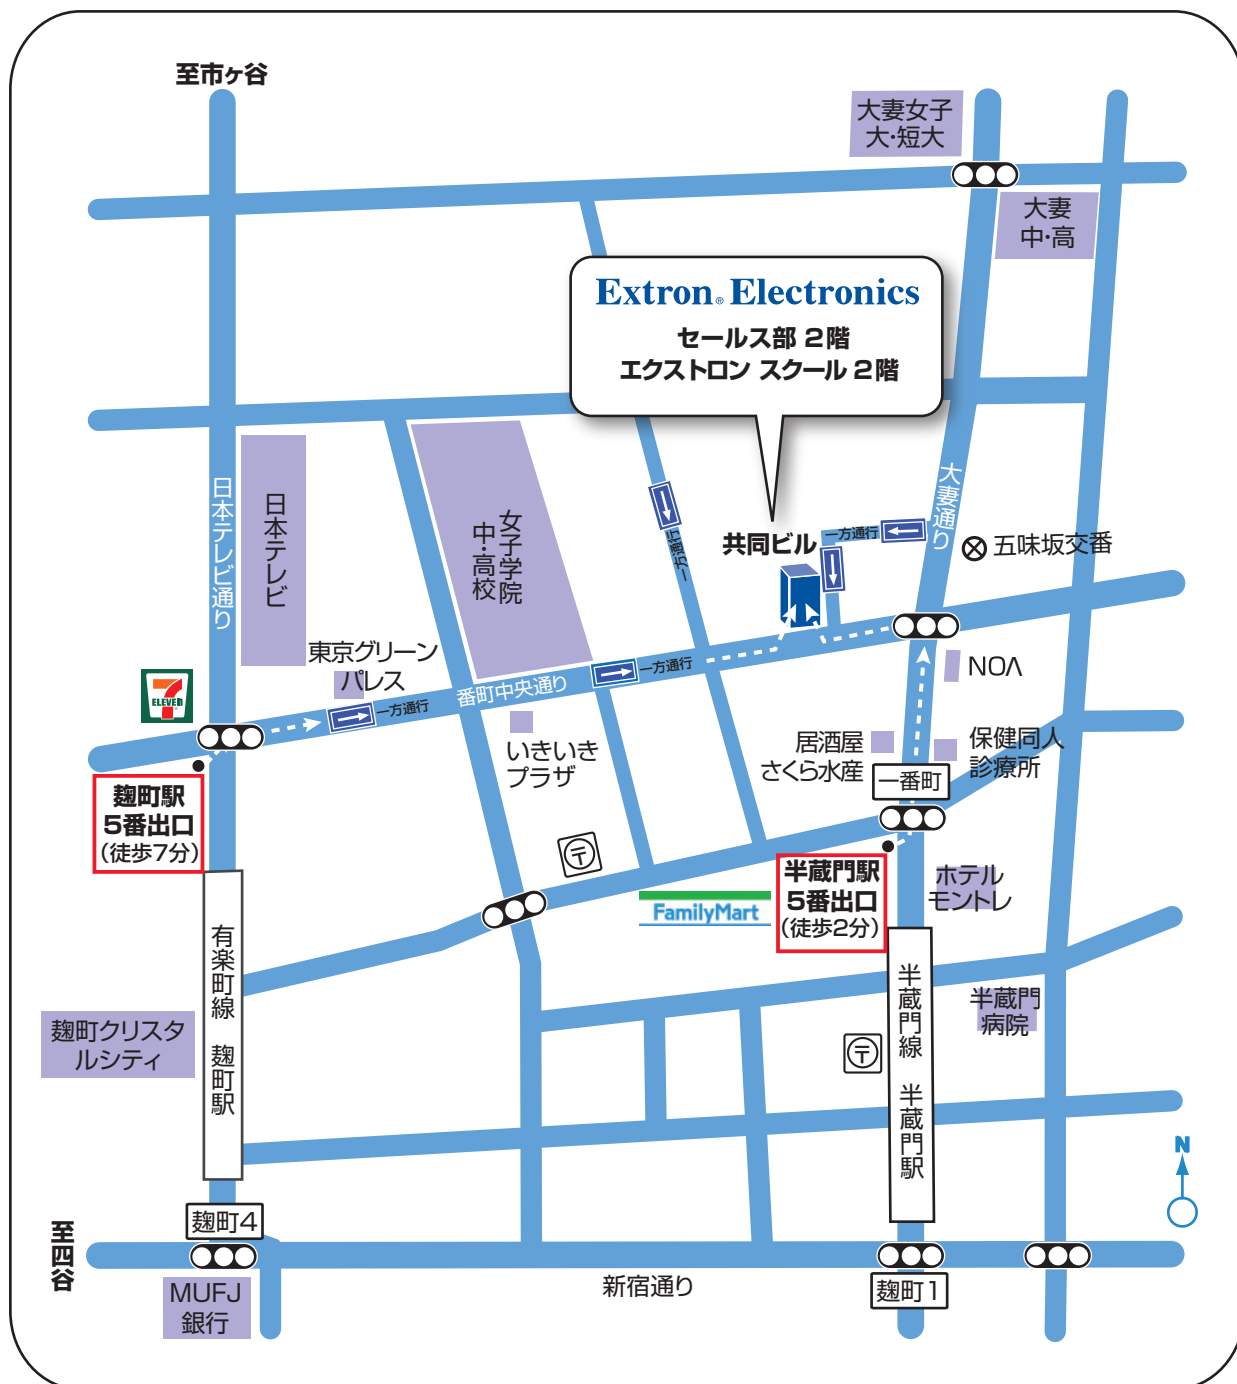 至市ヶ谷
大妻女子
大・短大
大妻
中・高
Extron® Electronics
セールス部 2階
エクストロン スクール 2階
日本テレビ通り
日本テレビ
女子学院
中・高校
一方通行
共同ビル
一方通行
大妻通り
五味坂交番
東京グリーン
パレス
7
ELEVEn
一方通行
番町中央通り
一方通行
NOA
いきいき
プラザ
居酒屋
さくら水産
保健同人
診療所
一番町
麹町駅
5番出口
(徒歩7分)
〒
FamilyMart
半蔵門駅
5番出口
(徒歩2分)
ホテル
モントレ
有楽町線 麹町駅
麹町クリスタ
ルシティ
半蔵門線 半蔵門駅
半蔵門
病院
〒
N
至四谷
麹町4
MUFJ
銀行
新宿通り
麹町1